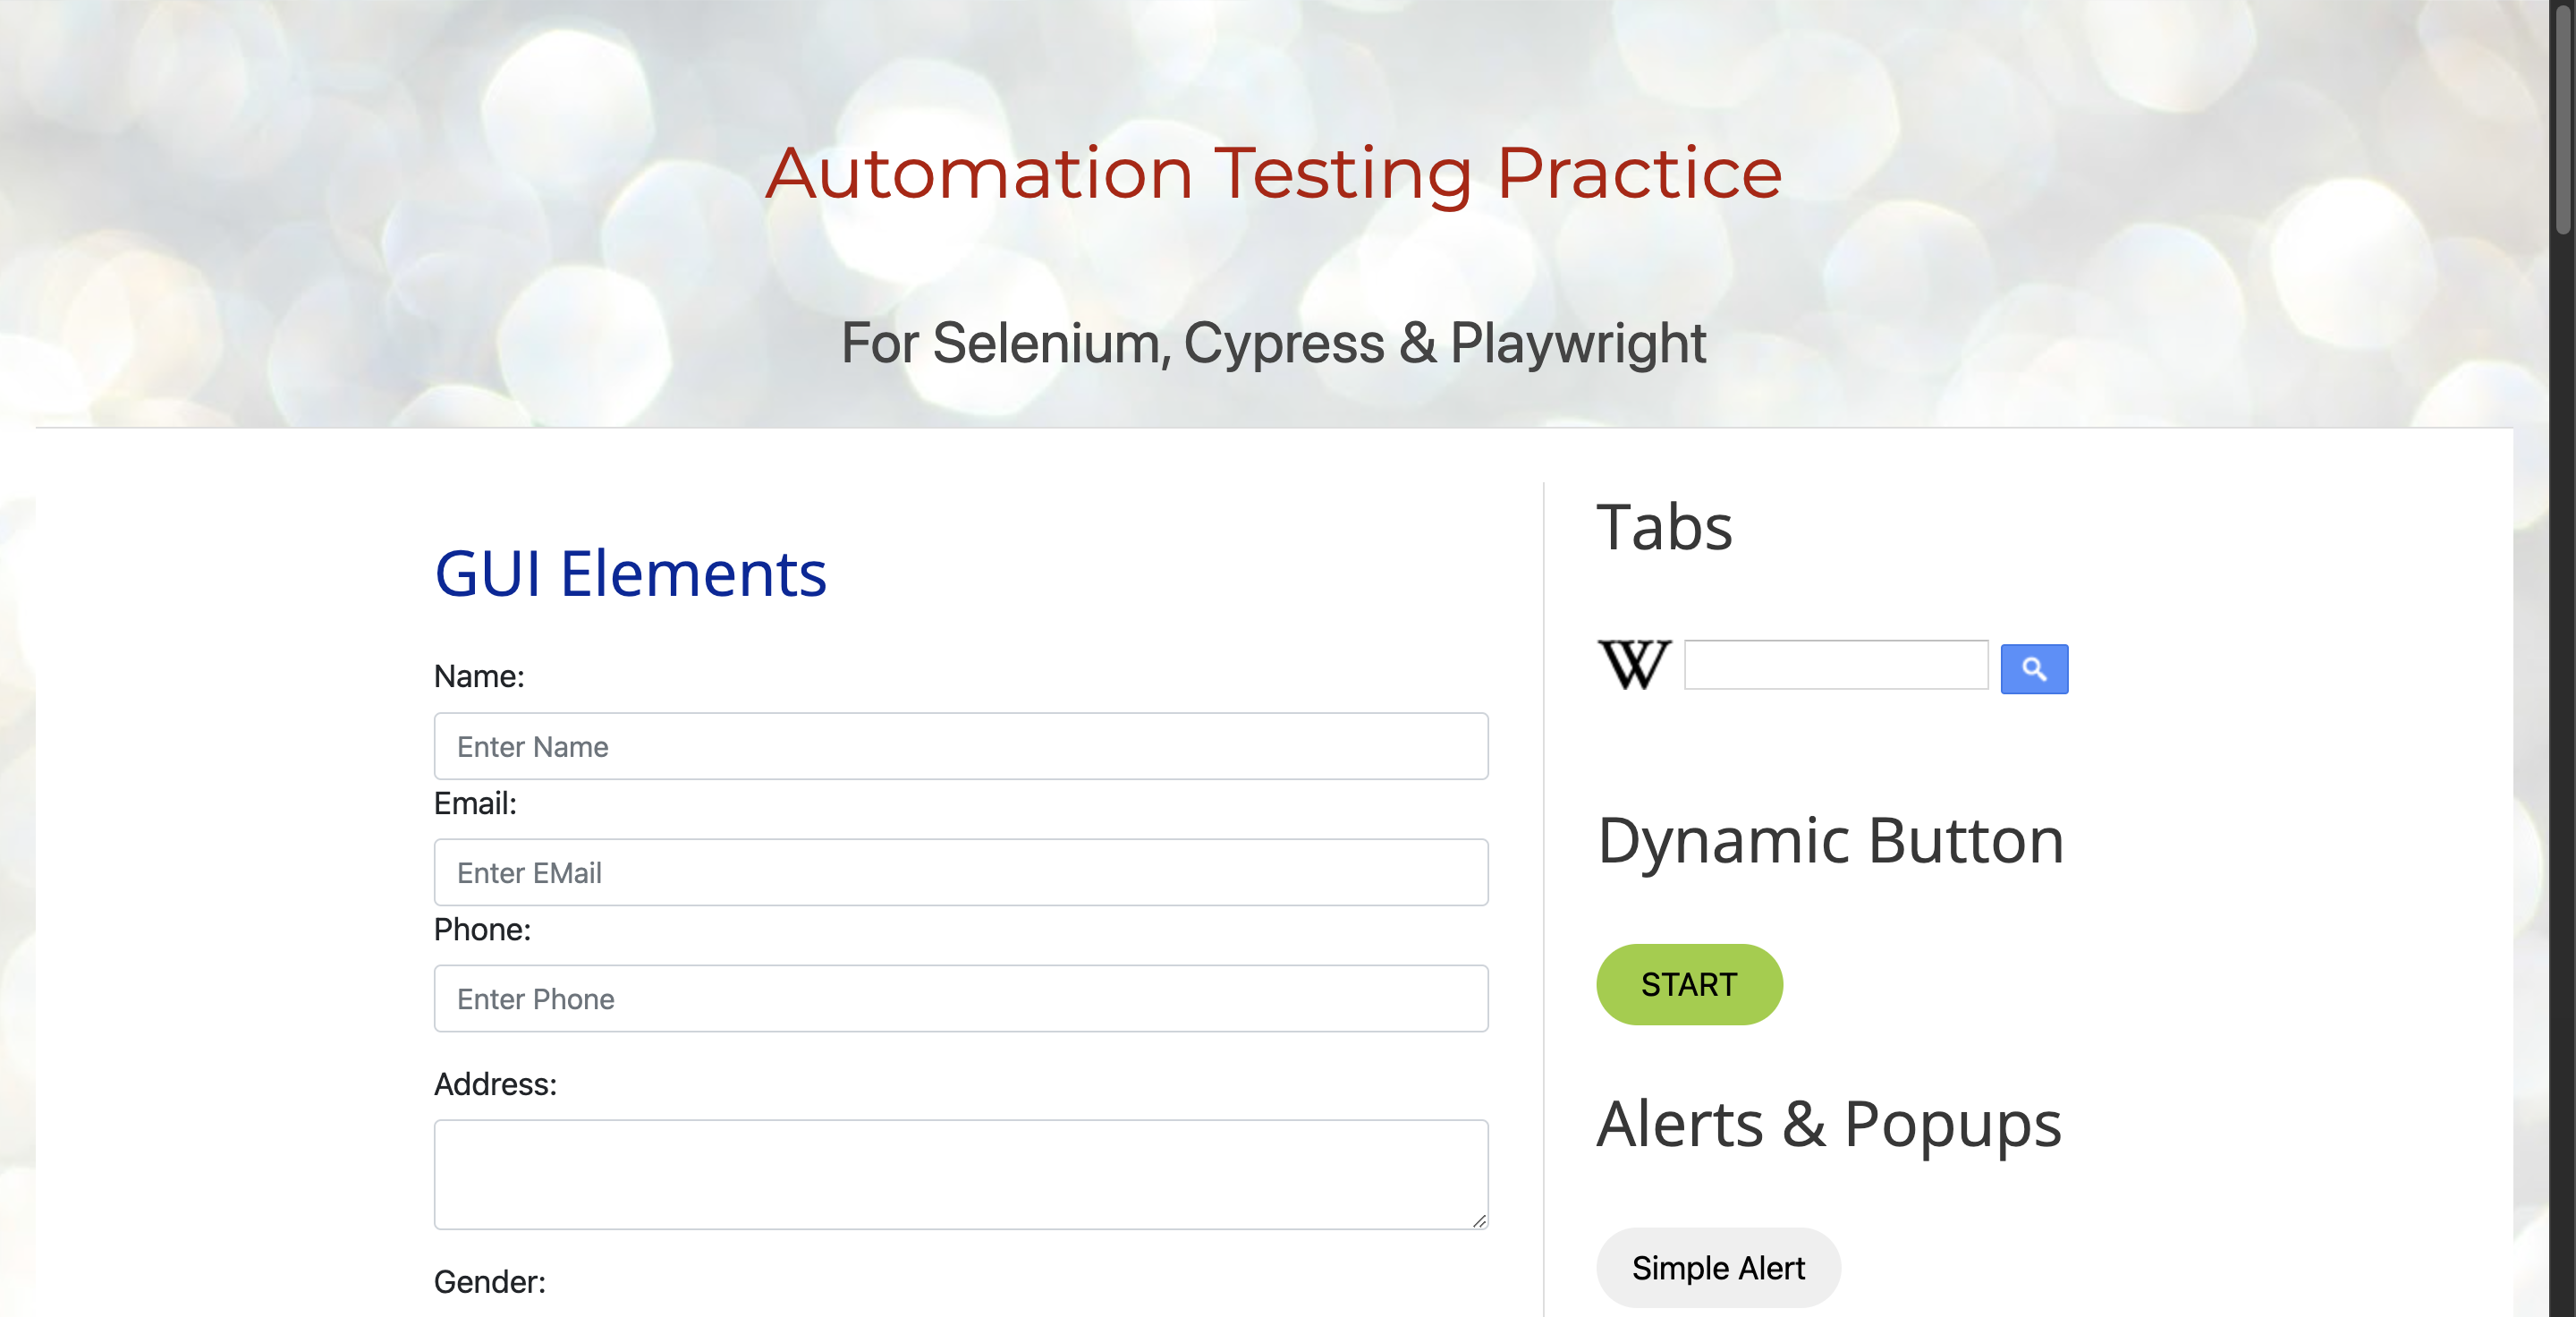 Automation Testing Practice
For Selenium, Cypress & Playwright
GUI Elements
Name:
Enter Name
Email:
Enter EMail
Phone:
Enter Phone
Address:
Gender:
Tabs
W
Dynamic Button
START
Alerts & Popups
Simple Alert